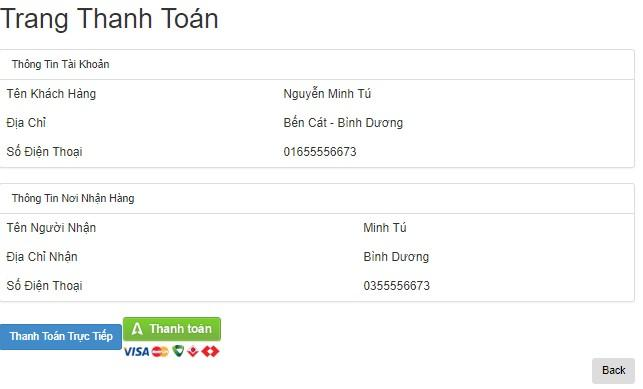 Trang Thanh Toán
Thông Tin Tài Khoản
Tên Khách Hàng Nguyễn Minh Tú
Địa Chỉ Bến Cát - Bình Dương
Số Điện Thoại 01655556673
Thông Tin Nơi Nhận Hàng
Tên Người Nhận Minh Tú
Địa Chỉ Nhận Bình Dương
Số Điện Thoại 0355556673
Thanh Toán Trực Tiếp Thanh toán
VISA
Back